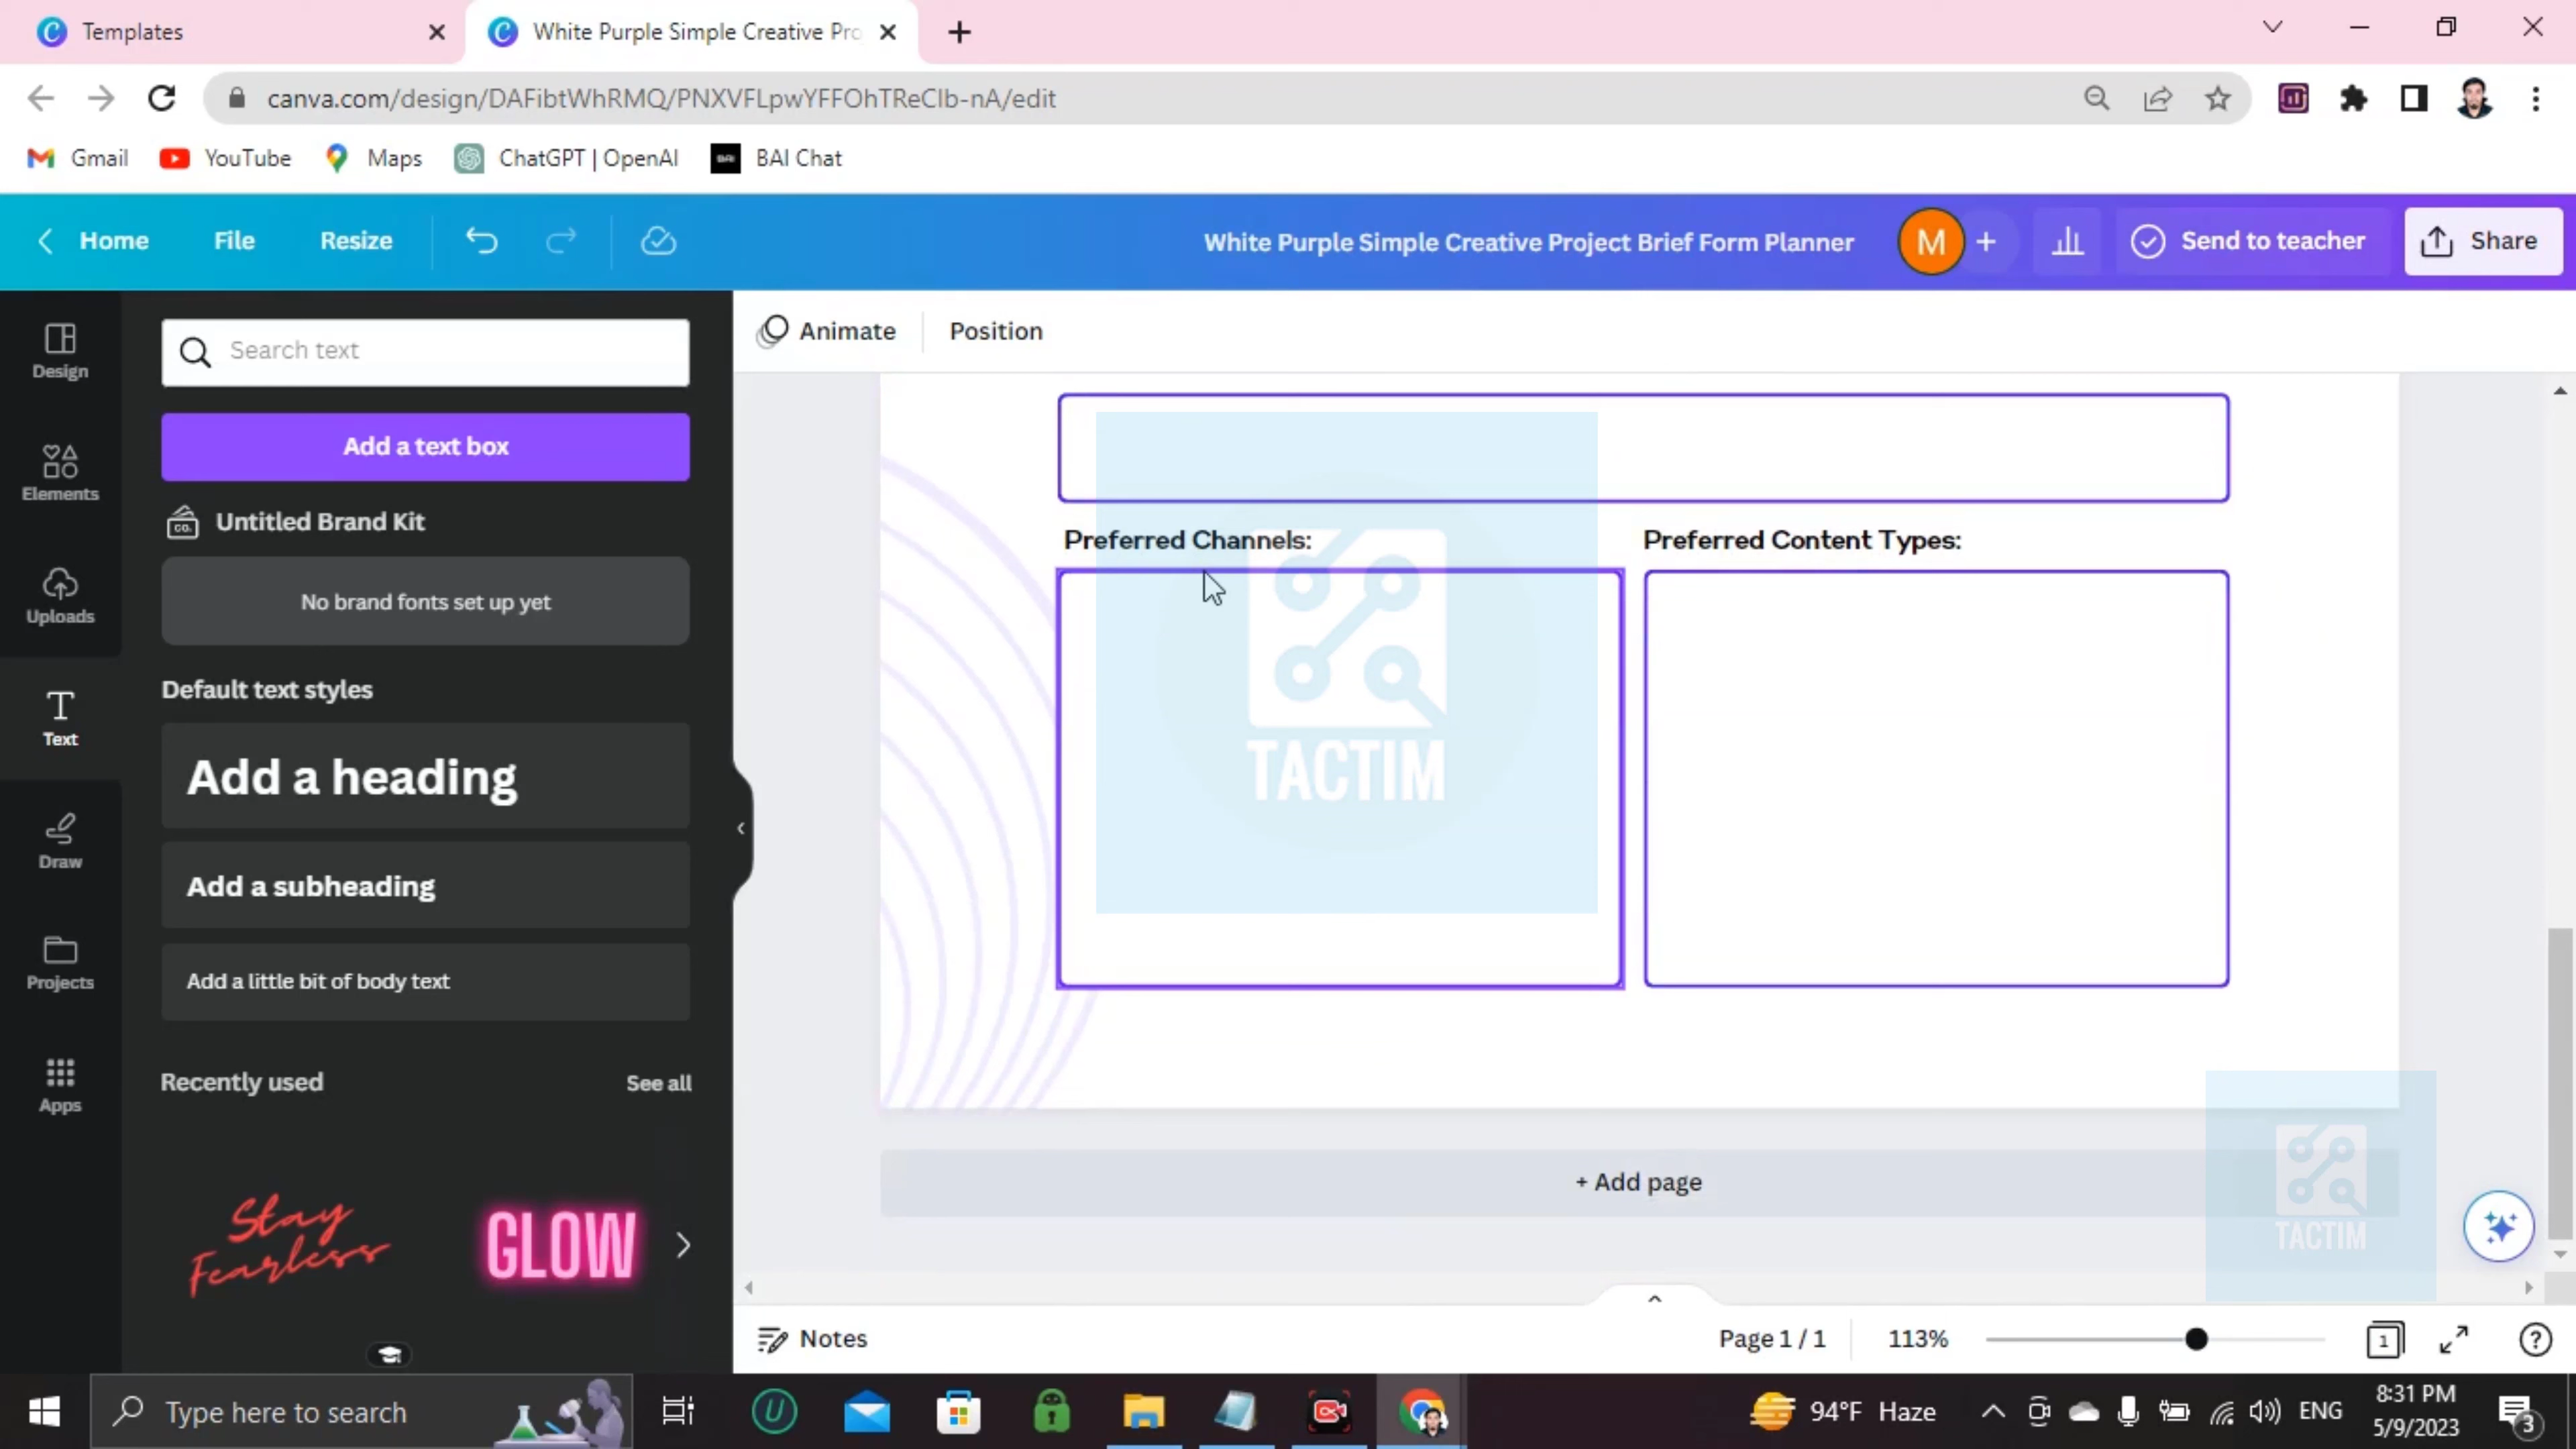 Templates
White Purple Simple Creative Pro
canva.com/design/DAFibtWhRMQ/PNXVFLpwYFFOhTReClb-nA/edit
Gmail
YouTube
Maps
ChatGPT | OpenAI
BAI Chat
Home
File
Resize
White Purple Simple Creative Project Brief Form Planner
M
Send to teacher
Share
Design
Elements
Uploads
Text
Draw
Projects
Apps
Search text
Add a text box
CO.
Untitled Brand Kit
No brand fonts set up yet
Default text styles
Add a heading
Add a subheading
Add a little bit of body text
Recently used
See all
Stay
Fearless
GLOW
Animate
Position
Preferred Channels:
Preferred Content Types:
TACTIM
+ Add page
TACTIM
Notes
Page 1 / 1
113%
1
Type here to search
94°F Haze
ENG
8:31 PM
5/9/2023
3